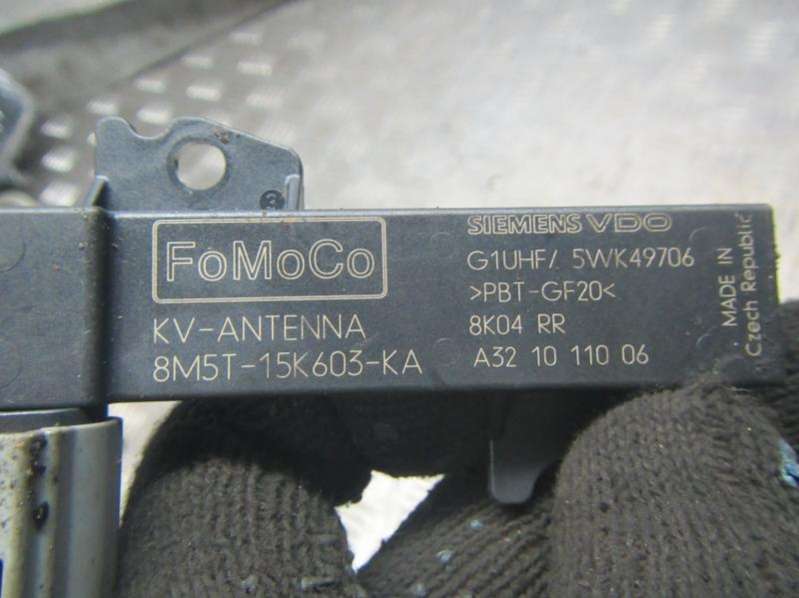 FoMoCo
KV-ANTENNA
8M5T-15K603-KA
SIEMENS VDO
G1UHF/ 5WK49706
>PBT-GF20<
8K04 RR
A32 10 110 06
MADE IN
Czech Republic
3